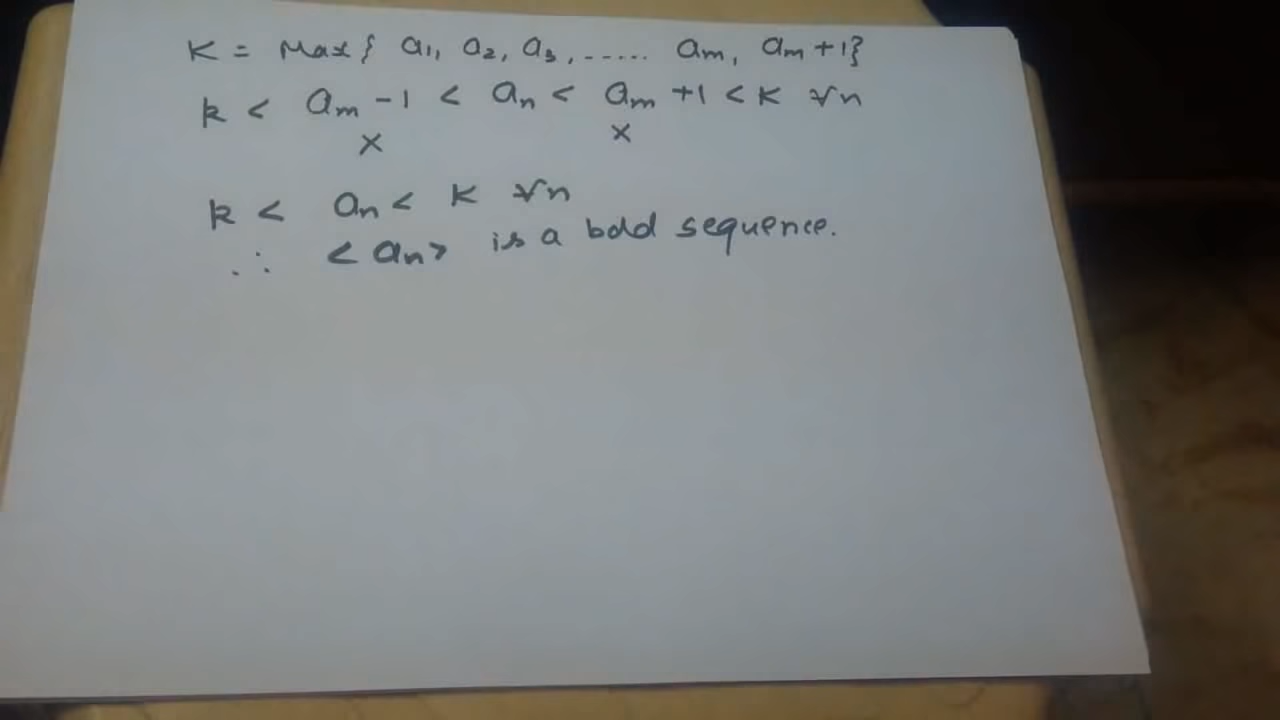 K = Max { a₁, a₂, a₃, ...... aₘ, aₘ +1}
k < aₘ -1 < aₙ < aₘ +1 < K ∀n
× ×
k < aₙ < K ∀n
∴ < aₙ > is a bdd sequence.